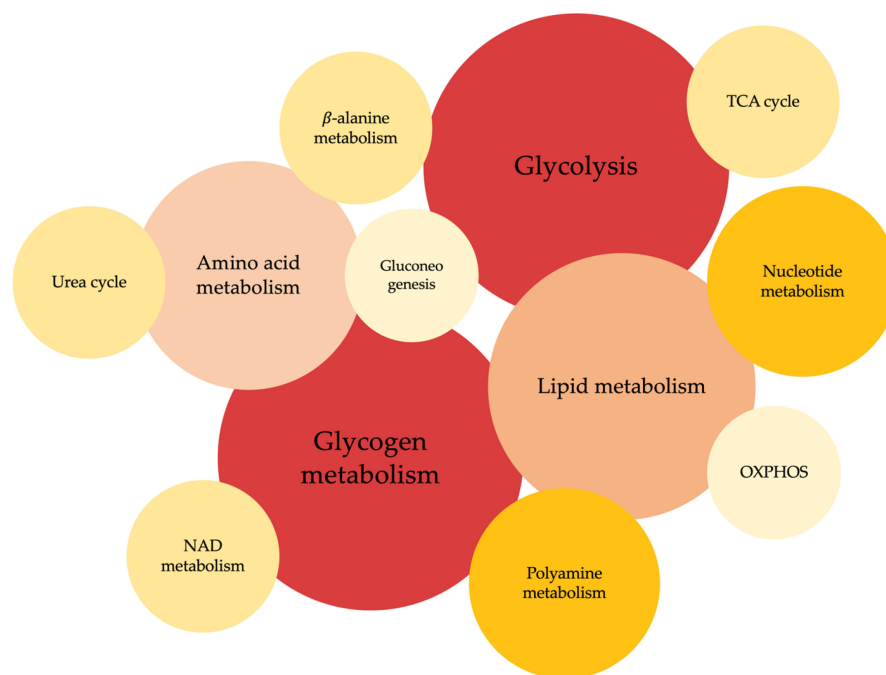 β-alanine
metabolism
Glycolysis
TCA cycle
Urea cycle
Amino acid
metabolism
Gluconeo
genesis
Nucleotide
metabolism
Lipid metabolism
Glycogen
metabolism
OXPHOS
NAD
metabolism
Polyamine
metabolism